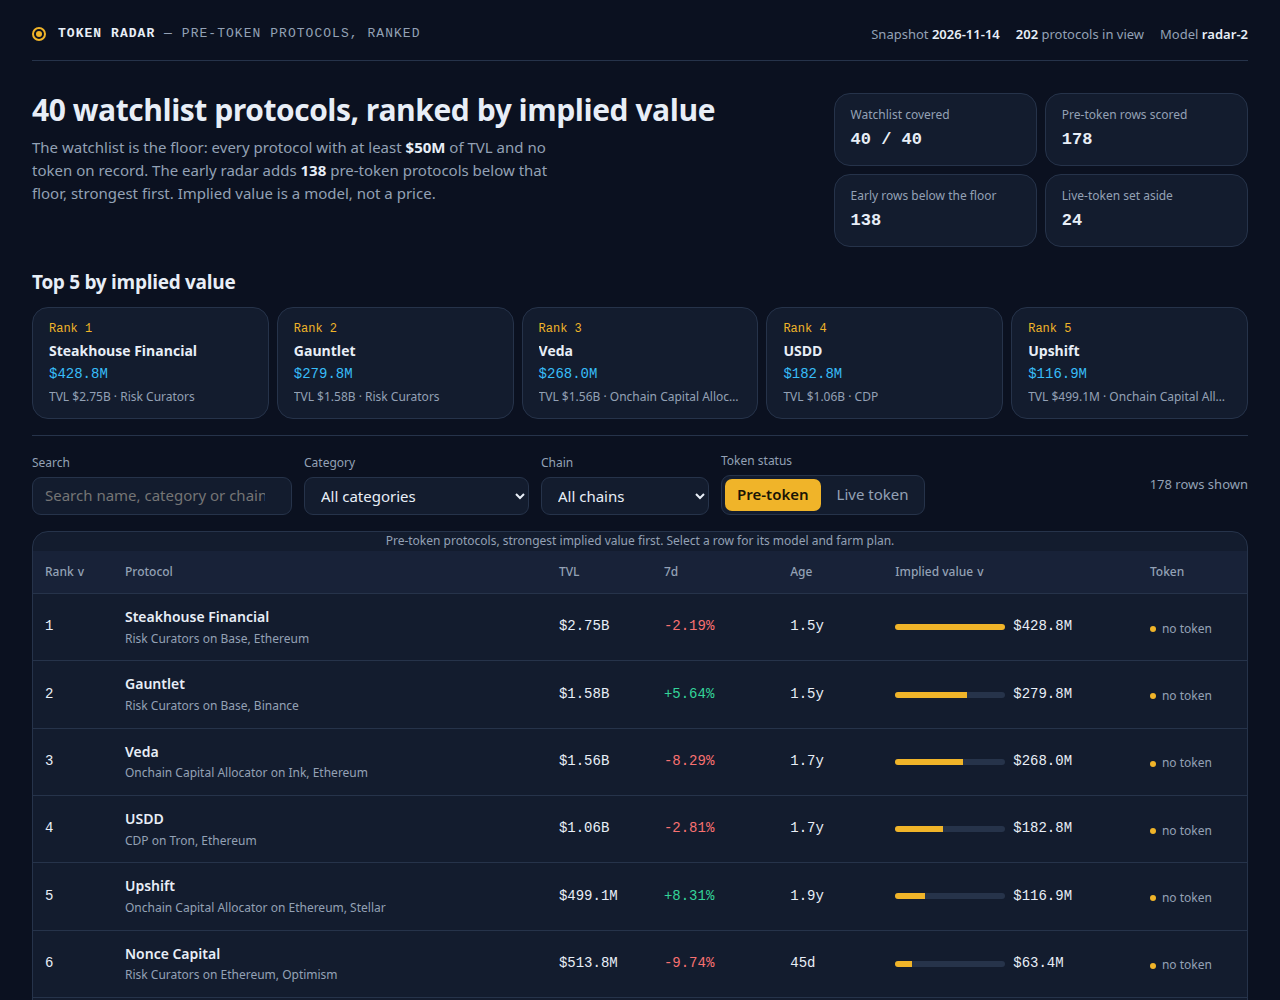 TOKEN RADAR — PRE-TOKEN PROTOCOLS, RANKED
Snapshot 2026-11-14 202 protocols in view Model radar-2
40 watchlist protocols, ranked by implied value
The watchlist is the floor: every protocol with at least $50M of TVL and no
token on record. The early radar adds 138 pre-token protocols below that
floor, strongest first. Implied value is a model, not a price.
Watchlist covered
40 / 40
Pre-token rows scored
178
Early rows below the floor
138
Live-token set aside
24
Top 5 by implied value
Rank 1
Steakhouse Financial
$428.8M
TVL $2.75B · Risk Curators
Rank 2
Gauntlet
$279.8M
TVL $1.58B · Risk Curators
Rank 3
Veda
$268.0M
TVL $1.56B · Onchain Capital Alloc...
Rank 4
USDD
$182.8M
TVL $1.06B · CDP
Rank 5
Upshift
$116.9M
TVL $499.1M · Onchain Capital All...
Search
Search name, category or chain
Category
All categories
Chain
All chains
Token status
Pre-token Live token
178 rows shown
Pre-token protocols, strongest implied value first. Select a row for its model and farm plan.
Rank v Protocol TVL 7d Age Implied value v Token
1 Steakhouse Financial $2.75B -2.19% 1.5y $428.8M no token
Risk Curators on Base, Ethereum
2 Gauntlet $1.58B +5.64% 1.5y $279.8M no token
Risk Curators on Base, Binance
3 Veda $1.56B -8.29% 1.7y $268.0M no token
Onchain Capital Allocator on Ink, Ethereum
4 USDD $1.06B -2.81% 1.7y $182.8M no token
CDP on Tron, Ethereum
5 Upshift $499.1M +8.31% 1.9y $116.9M no token
Onchain Capital Allocator on Ethereum, Stellar
6 Nonce Capital $513.8M -9.74% 45d $63.4M no token
Risk Curators on Ethereum, Optimism